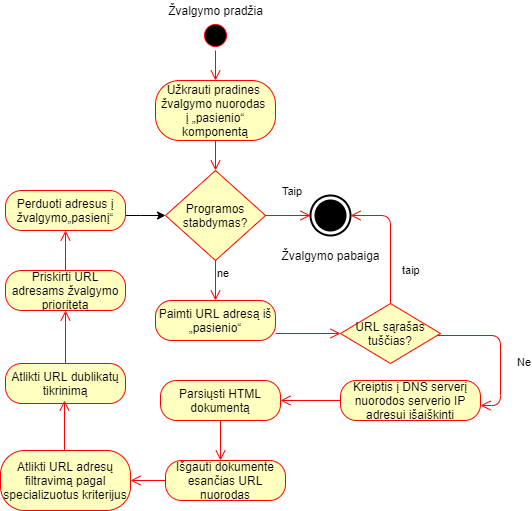 Žvalgymo pradžia
Užkrauti pradines
žvalgymo nuorodas
į „pasienio“
komponentą
Perduoti adresus į
žvalgymo„pasienį“
Programos
stabdymas?
Taip
Žvalgymo pabaiga
ne
taip
Priskirti URL
adresams žvalgymo
prioritetą
Paimti URL adresą iš
„pasienio“
URL sąrašas
tuščias?
Ne
Atlikti URL dublikatų
tikrinimą
Parsiųsti HTML
dokumentą
Kreiptis į DNS serverį
nuorodos serverio IP
adresui išaiškinti
Atlikti URL adresų
filtravimą pagal
specializuotus kriterijus
Išgauti dokumente
esančias URL
nuorodas